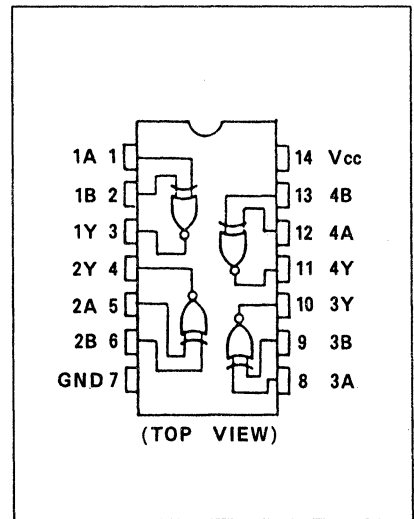 1A 1 14 Vcc
1B 2 13 4B
1Y 3 12 4A
2Y 4 11 4Y
2A 5 10 3Y
2B 6 9 3B
GND 7 8 3A
(TOP VIEW)